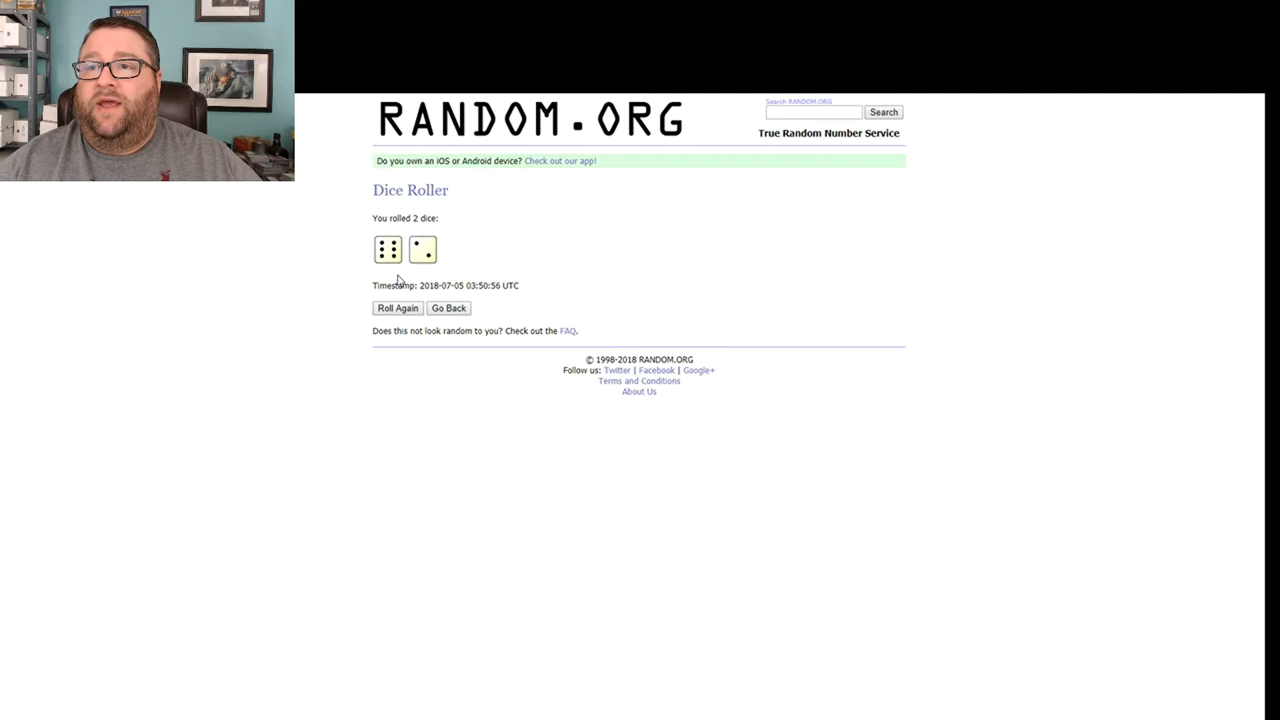 RANDOM.ORG
Search RANDOM.ORG
Search
True Random Number Service
Do you own an iOS or Android device? Check out our app!
Dice Roller
You rolled 2 dice:
Timestamp: 2018-07-05 03:50:56 UTC
Roll Again Go Back
Does this not look random to you? Check out the FAQ.
© 1998-2018 RANDOM.ORG
Follow us: Twitter | Facebook | Google+
Terms and Conditions
About Us